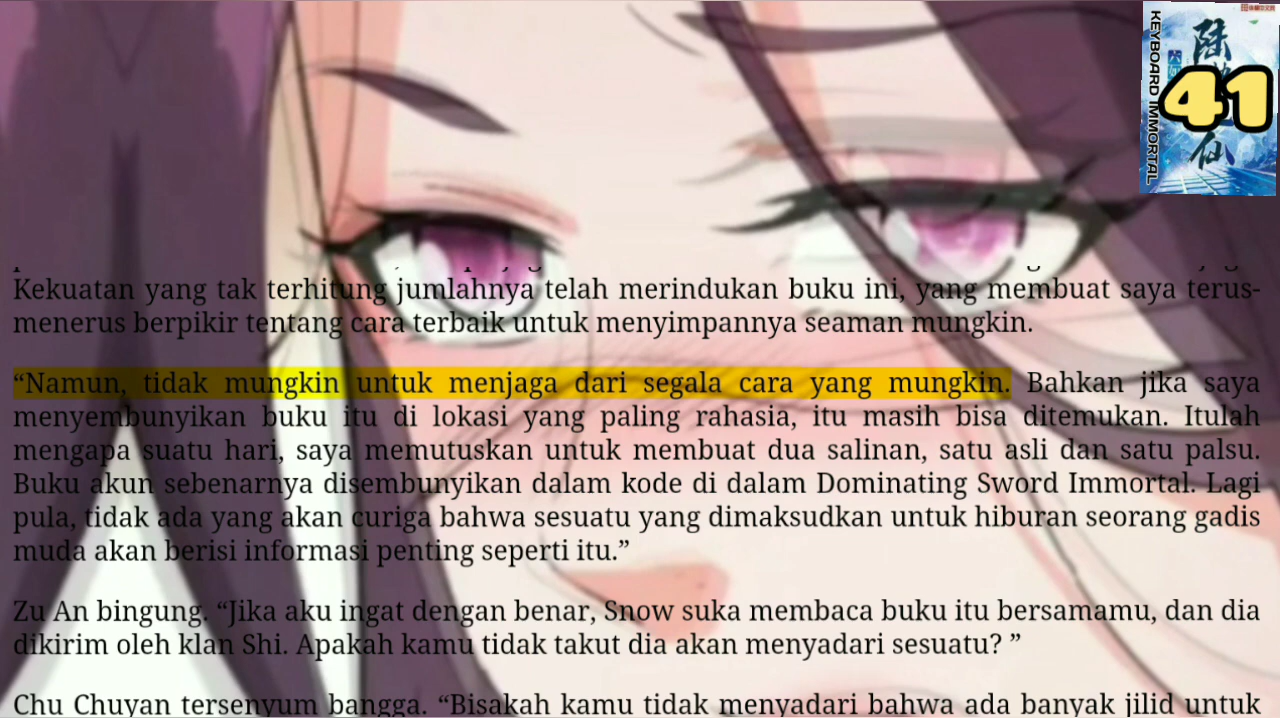 KEYBOARD IMMORTAL
41
Kekuatan yang tak terhitung jumlahnya telah merindukan buku ini, yang membuat saya terus-
menerus berpikir tentang cara terbaik untuk menyimpannya seaman mungkin.
“Namun, tidak mungkin untuk menjaga dari segala cara yang mungkin. Bahkan jika saya
menyembunyikan buku itu di lokasi yang paling rahasia, itu masih bisa ditemukan. Itulah
mengapa suatu hari, saya memutuskan untuk membuat dua salinan, satu asli dan satu palsu.
Buku akun sebenarnya disembunyikan dalam kode di dalam Dominating Sword Immortal. Lagi
pula, tidak ada yang akan curiga bahwa sesuatu yang dimaksudkan untuk hiburan seorang gadis
muda akan berisi informasi penting seperti itu.”
Zu An bingung. “Jika aku ingat dengan benar, Snow suka membaca buku itu bersamamu, dan dia
dikirim oleh klan Shi. Apakah kamu tidak takut dia akan menyadari sesuatu? ”
Chu Chuyan tersenyum bangga. “Bisakah kamu tidak menyadari bahwa ada banyak jilid untuk